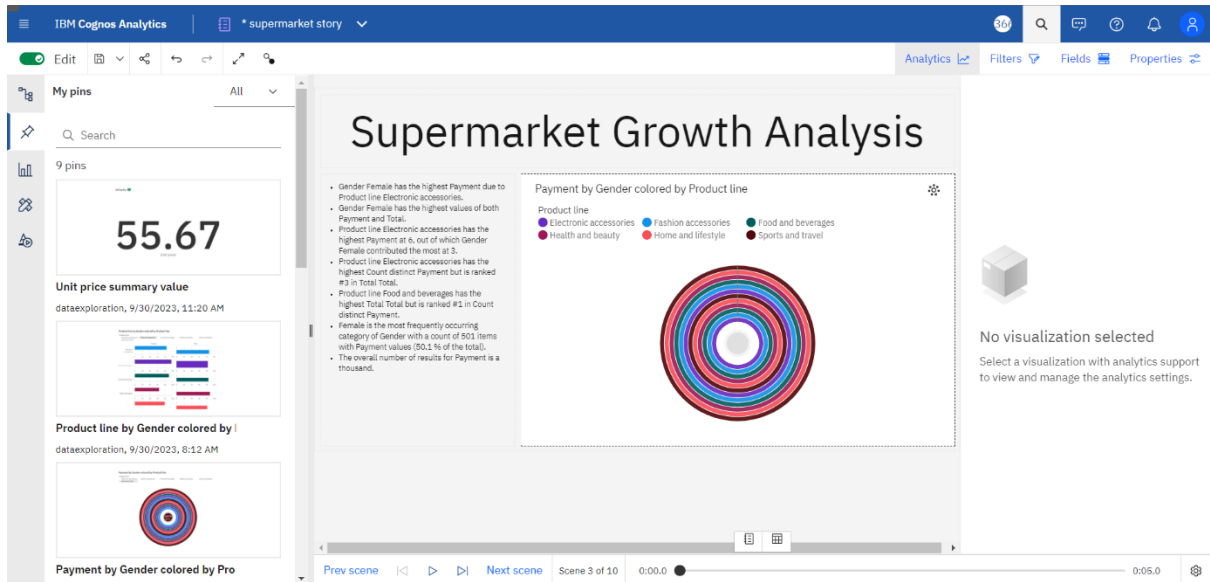 IBM Cognos Analytics
* supermarket story
Edit
Analytics
Filters
Fields
Properties
My pins
All
Search
9 pins
55.67
Unit price summary value
dataexploration, 9/30/2023, 11:20 AM
Product line by Gender colored by
dataexploration, 9/30/2023, 8:12 AM
Payment by Gender colored by Pro
Supermarket Growth Analysis
• Gender Female has the highest Payment due to
Product line Electronic accessories.
• Gender Female has the highest values of both
Payment and Total.
• Product line Electronic accessories has the
highest Payment at 6, out of which Gender
Female contributed the most at 3.
• Product line Electronic accessories has the
highest Count distinct Payment but is ranked
#3 in Total Total.
• Product line Food and beverages has the
highest Total Total but is ranked #1 in Count
distinct Payment.
• Female is the most frequently occurring
category of Gender with a count of 501 items
with Payment values (50.1 % of the total).
• The overall number of results for Payment is a
thousand.
Payment by Gender colored by Product line
Product line
Electronic accessories Fashion accessories Food and beverages
Health and beauty Home and lifestyle Sports and travel
No visualization selected
Select a visualization with analytics support
to view and manage the analytics settings.
Prev scene
Next scene
Scene 3 of 10
0:00.0
0:05.0